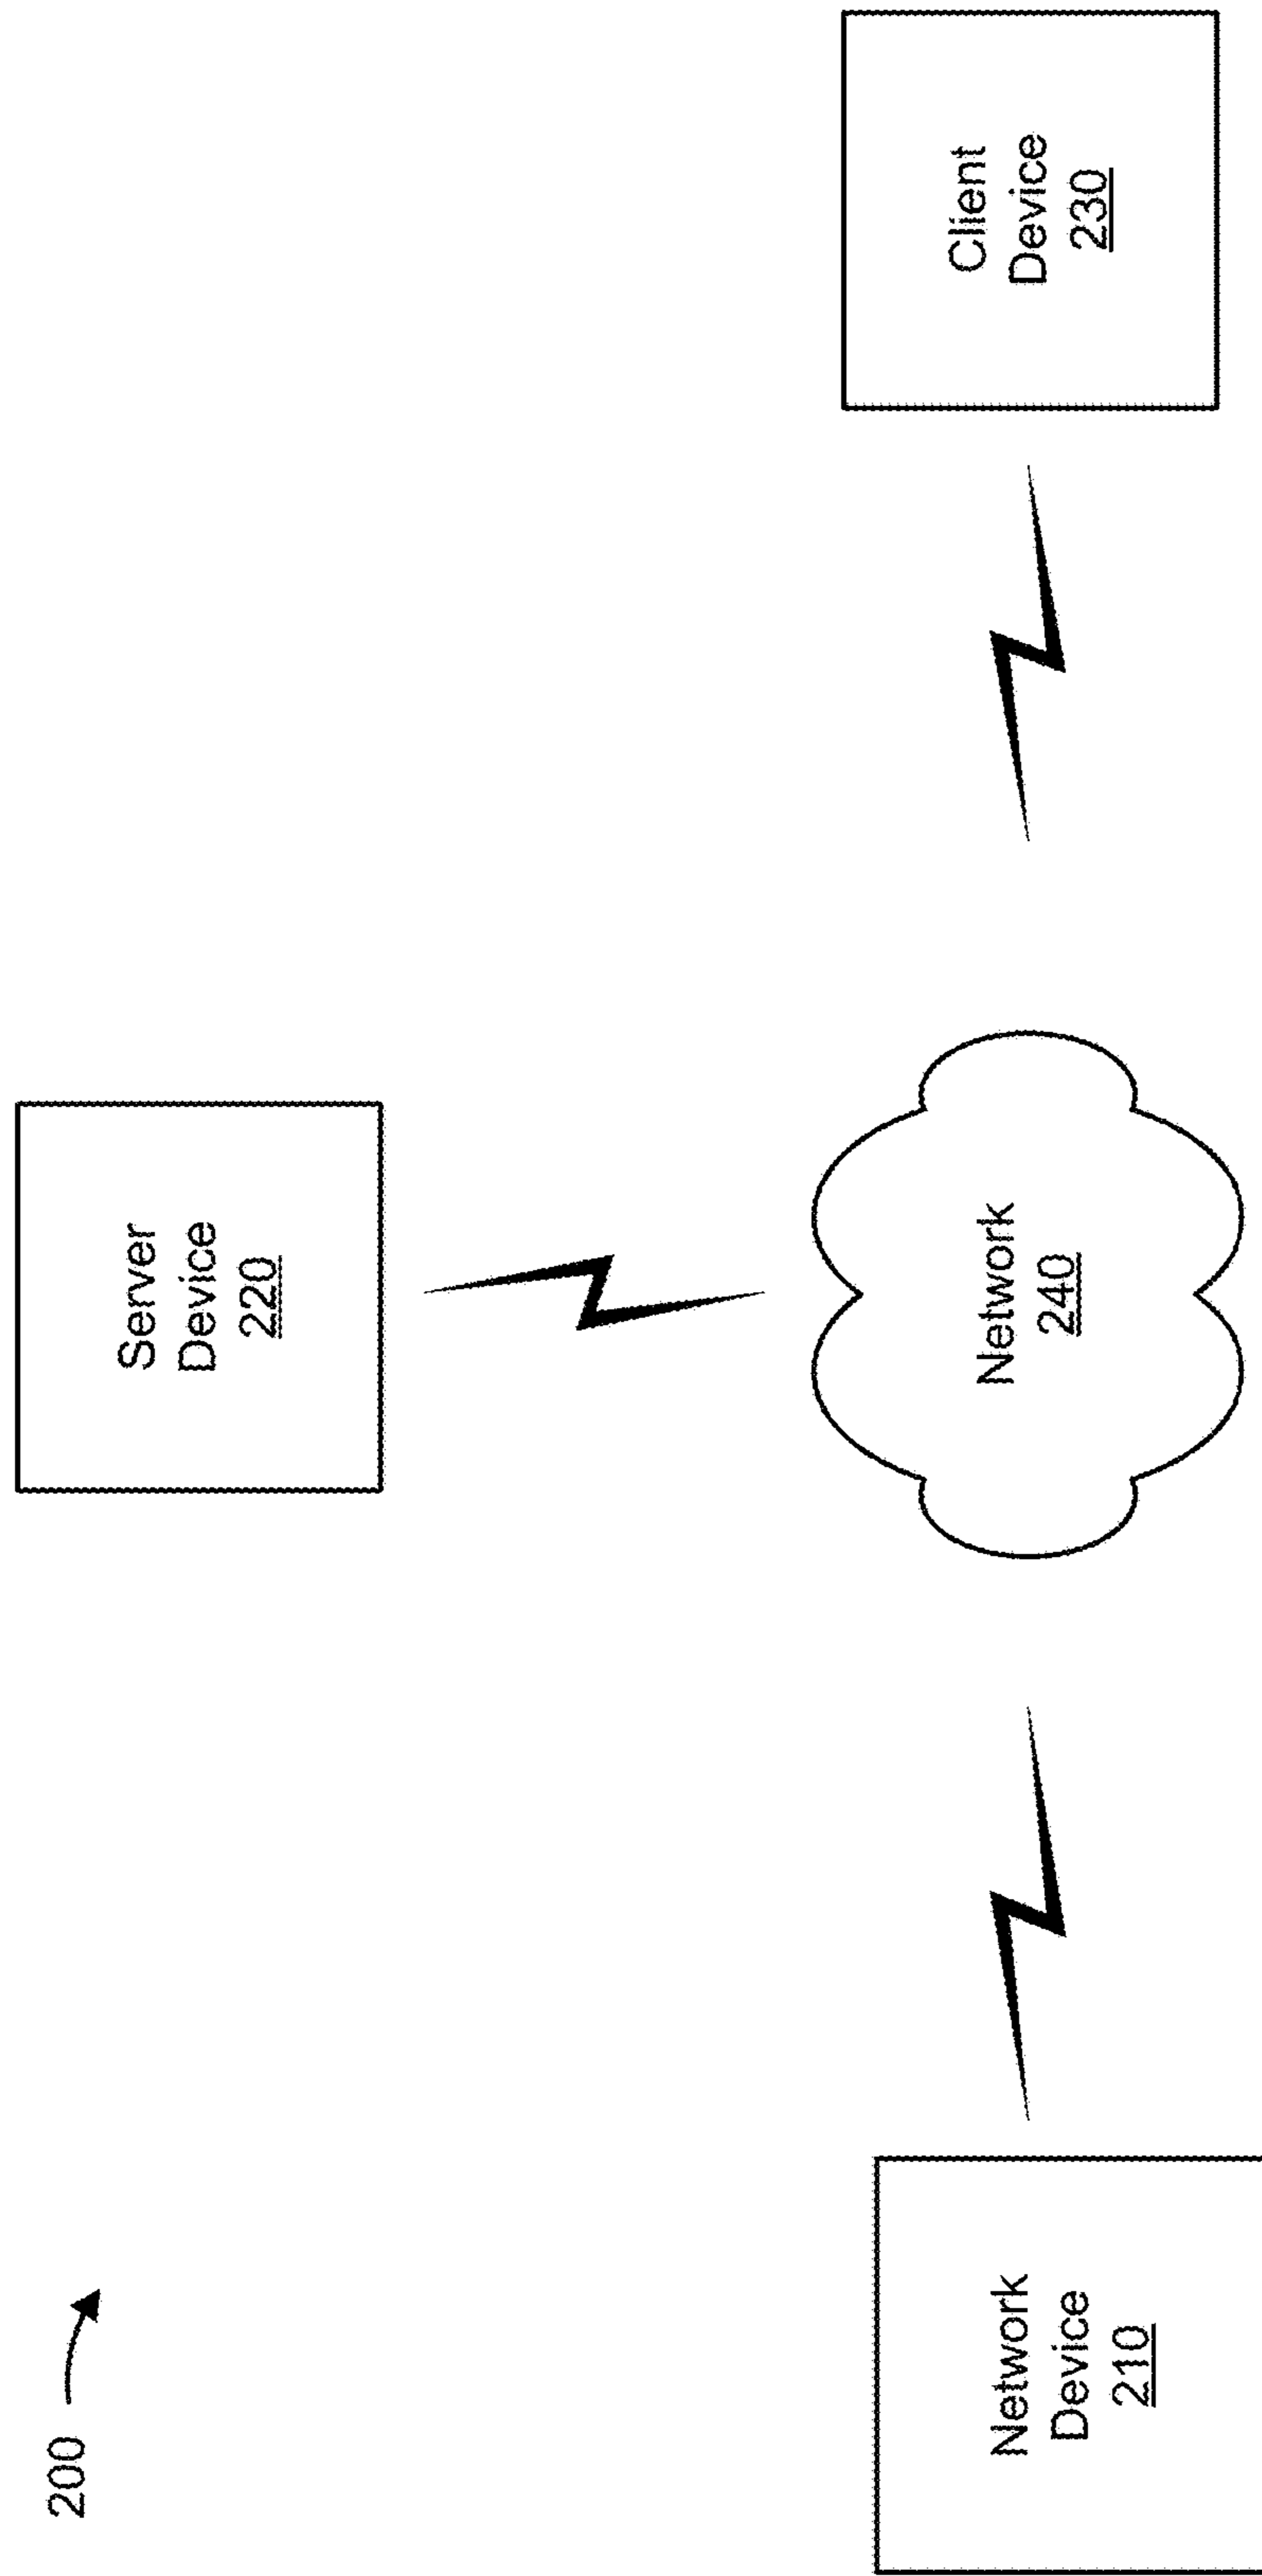 200
Server
Device
220
Network
Device
210
Network
240
Client
Device
230